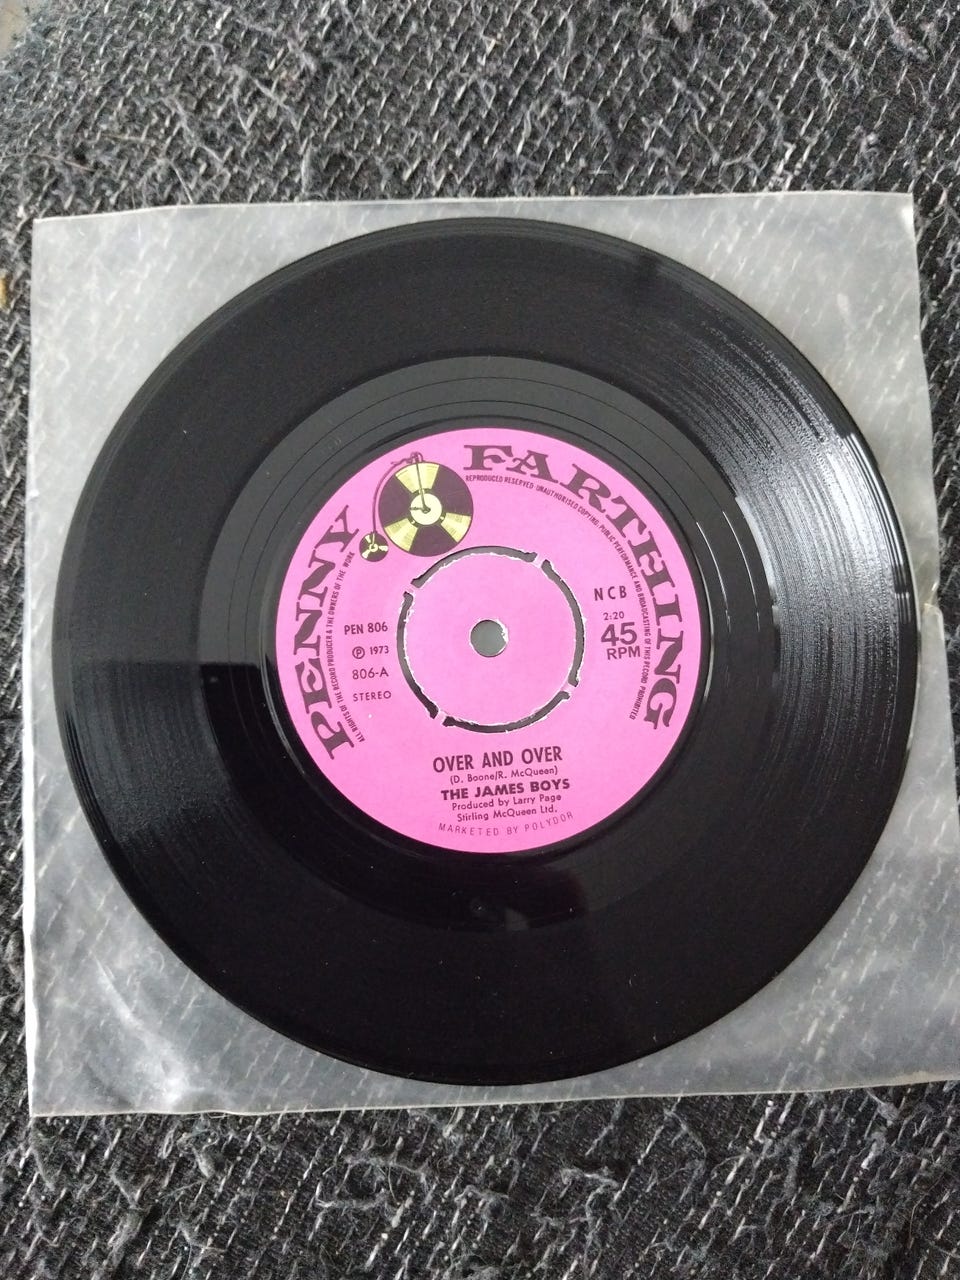 PENNY FARTHING
ALL RIGHTS OF THE RECORD PRODUCER & THE OWNERS OF THE WORK
REPRODUCED RESERVED·UNAUTHORISED COPYING, PUBLIC PERFORMANCE AND BROADCASTING OF THIS RECORD PROHIBITED
PEN 806
Ⓟ 1973
806-A
STEREO
NCB
2:20
45
RPM
OVER AND OVER
(D. Boone/R. McQueen)
THE JAMES BOYS
Produced by Larry Page
Stirling McQueen Ltd.
MARKETED BY POLYDOR